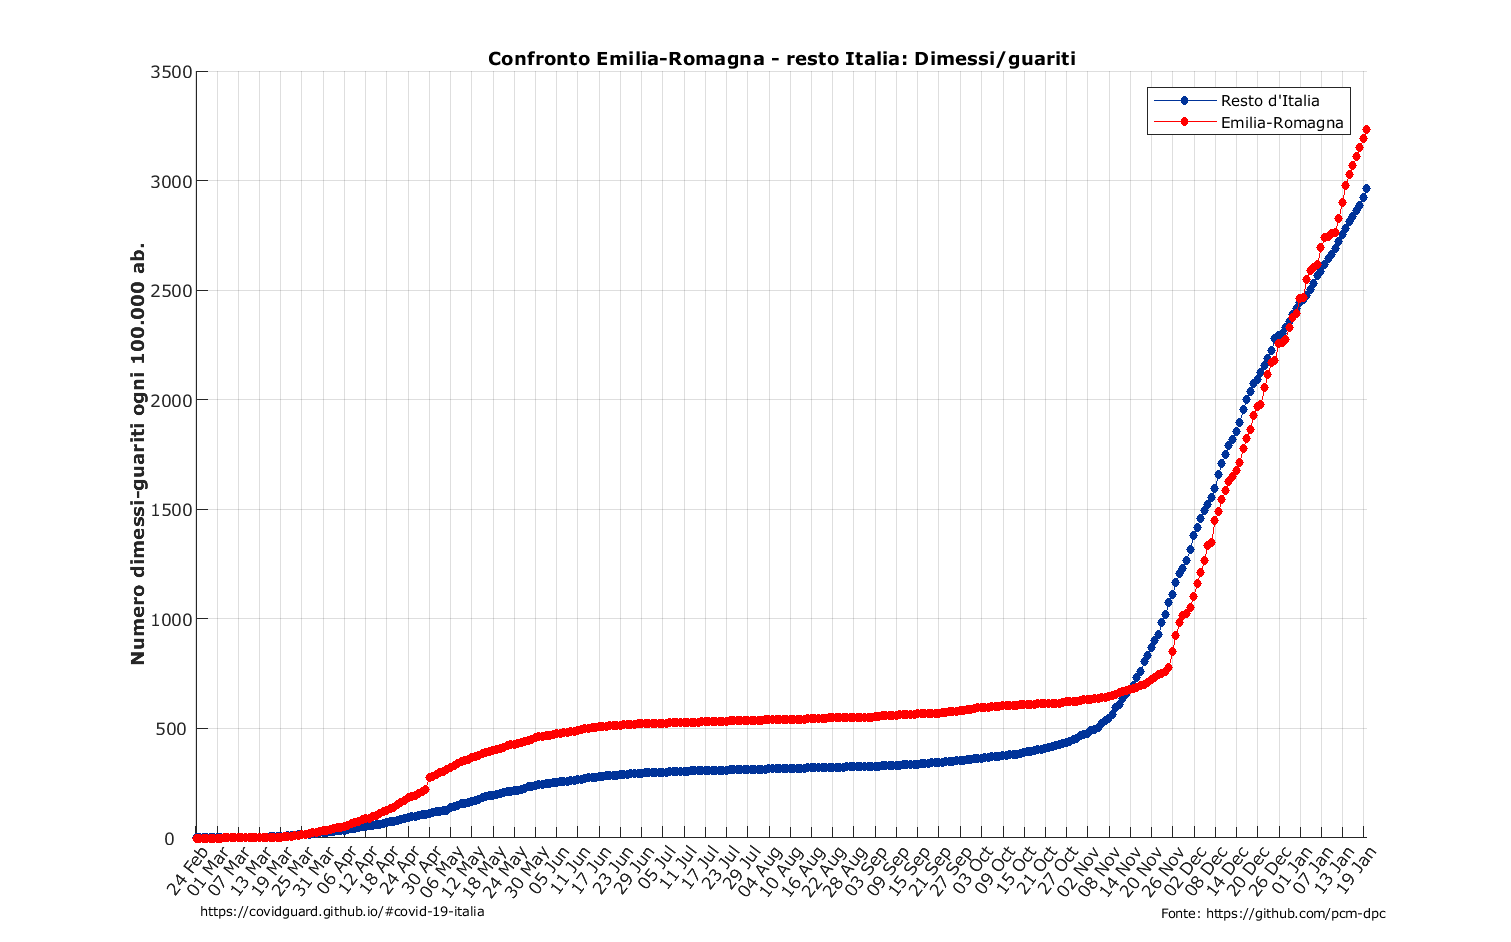 Confronto Emilia-Romagna - resto Italia: Dimessi/guariti
Resto d'Italia
Emilia-Romagna
Numero dimessi-guariti ogni 100.000 ab.
3500
3000
2500
2000
1500
1000
500
0
24 Feb
01 Mar
07 Mar
13 Mar
19 Mar
25 Mar
31 Mar
06 Apr
12 Apr
18 Apr
24 Apr
30 Apr
06 May
12 May
18 May
24 May
30 May
05 Jun
11 Jun
17 Jun
23 Jun
29 Jun
05 Jul
11 Jul
17 Jul
23 Jul
29 Jul
04 Aug
10 Aug
16 Aug
22 Aug
28 Aug
03 Sep
09 Sep
15 Sep
21 Sep
27 Sep
03 Oct
09 Oct
15 Oct
21 Oct
27 Oct
02 Nov
08 Nov
14 Nov
20 Nov
26 Nov
02 Dec
08 Dec
14 Dec
20 Dec
26 Dec
01 Jan
07 Jan
13 Jan
19 Jan
https://covidguard.github.io/#covid-19-italia
Fonte: https://github.com/pcm-dpc